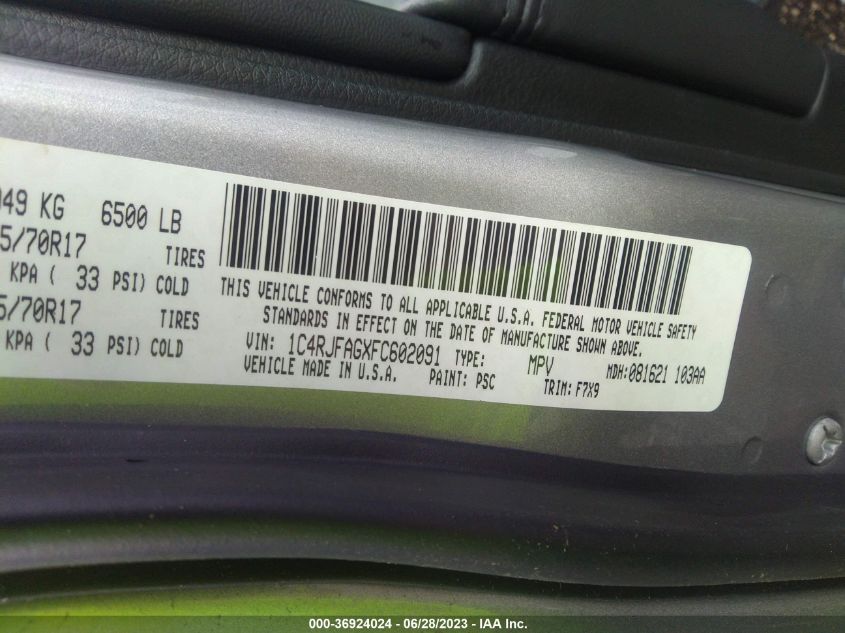 049 KG 6500 LB
5/70R17 TIRES
KPA ( 33 PSI) COLD
5/70R17 TIRES
KPA ( 33 PSI) COLD
THIS VEHICLE CONFORMS TO ALL APPLICABLE U.S.A. FEDERAL MOTOR VEHICLE SAFETY
STANDARDS IN EFFECT ON THE DATE OF MANUFACTURE SHOWN ABOVE.
VIN: 1C4RJFAGXFC602091 TYPE: MPV MDH:081621 103AA
VEHICLE MADE IN U.S.A. PAINT: PSC TRIM: F7X9
000-36924024 - 06/28/2023 - IAA Inc.